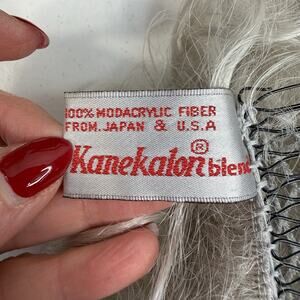 100% MODACRYLIC FIBER
FROM. JAPAN & U.S.A
Kanekalon® blend